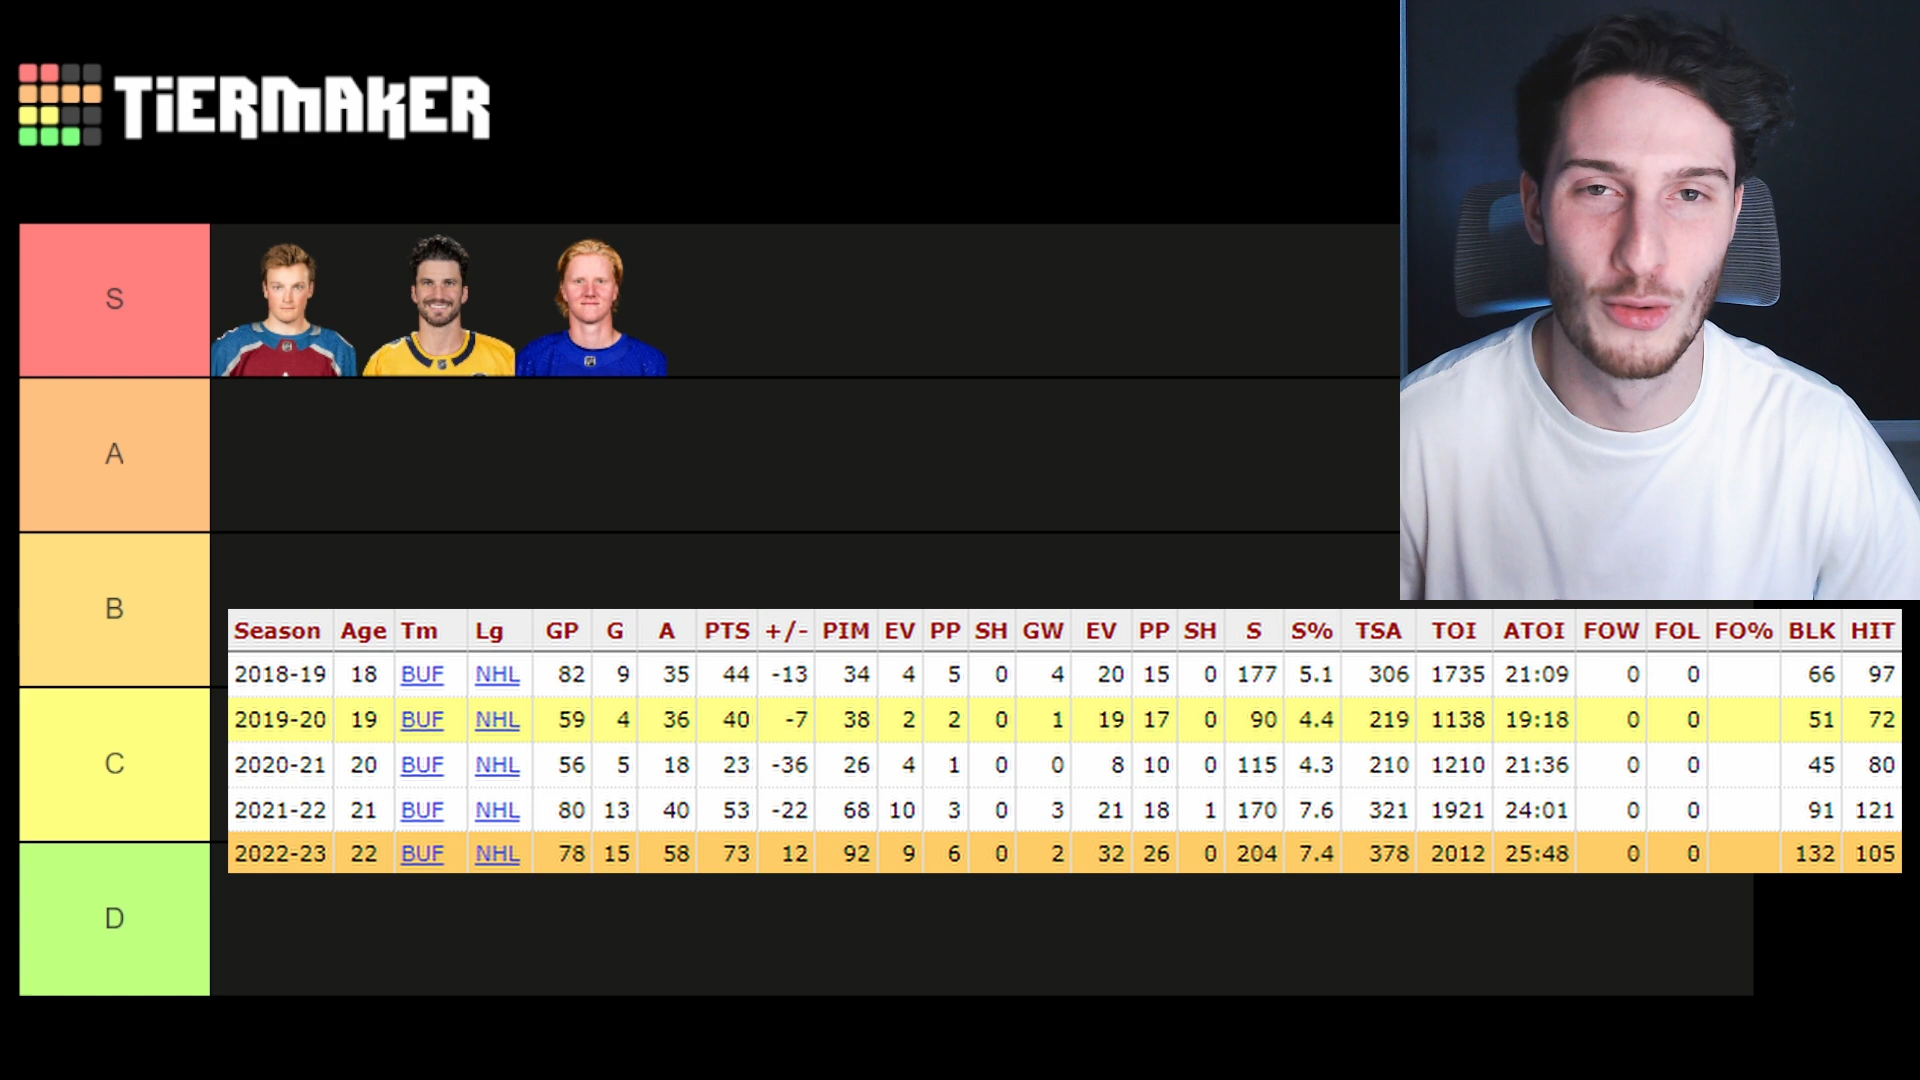 TiERMAKER
S
A
B
C
D
Season Age Tm Lg GP G A PTS +/- PIM EV PP SH GW EV PP SH S S% TSA TOI ATOI FOW FOL FO% BLK HIT
2018-19 18 BUF NHL 82 9 35 44 -13 34 4 5 0 4 20 15 0 177 5.1 306 1735 21:09 0 0 66 97
2019-20 19 BUF NHL 59 4 36 40 -7 38 2 2 0 1 19 17 0 90 4.4 219 1138 19:18 0 0 51 72
2020-21 20 BUF NHL 56 5 18 23 -36 26 4 1 0 0 8 10 0 115 4.3 210 1210 21:36 0 0 45 80
2021-22 21 BUF NHL 80 13 40 53 -22 68 10 3 0 3 21 18 1 170 7.6 321 1921 24:01 0 0 91 121
2022-23 22 BUF NHL 78 15 58 73 12 92 9 6 0 2 32 26 0 204 7.4 378 2012 25:48 0 0 132 105